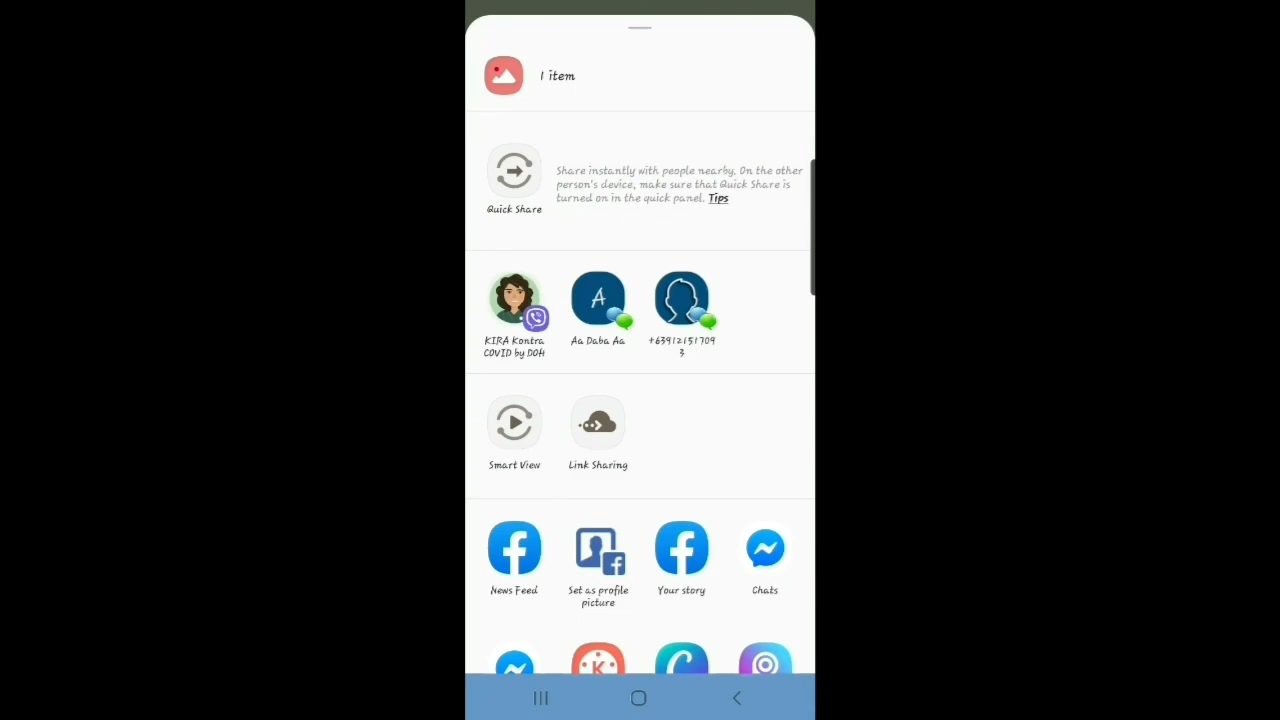 1 item
Share instantly with people nearby. On the other
person's device, make sure that Quick Share is
turned on in the quick panel. Tips
Quick Share
KIRA Kontra
COVID by DOH
Aa Daba Aa
+6391215170​9
3
Smart View
Link Sharing
News Feed
Set as profile
picture
Your story
Chats